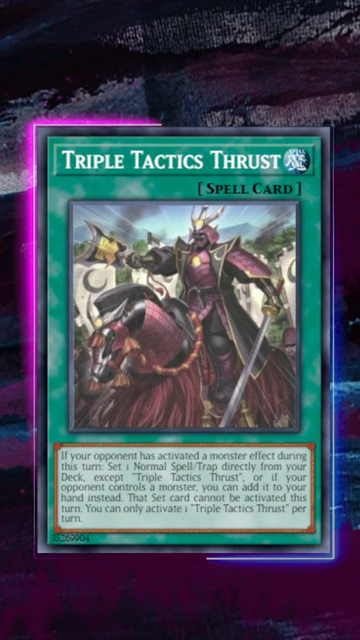 TRIPLE TACTICS THRUST
[ SPELL CARD ]
If your opponent has activated a monster effect during
this turn: Set 1 Normal Spell/Trap directly from your
Deck, except "Triple Tactics Thrust", or if your
opponent controls a monster, you can add it to your
hand instead. That Set card cannot be activated this
turn. You can only activate 1 "Triple Tactics Thrust" per
turn.
35269904